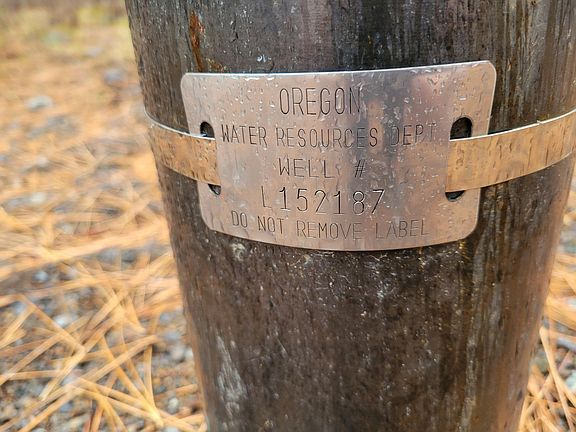 OREGON
WATER RESOURCES DEPT.
WELL #
L152187
DO NOT REMOVE LABEL